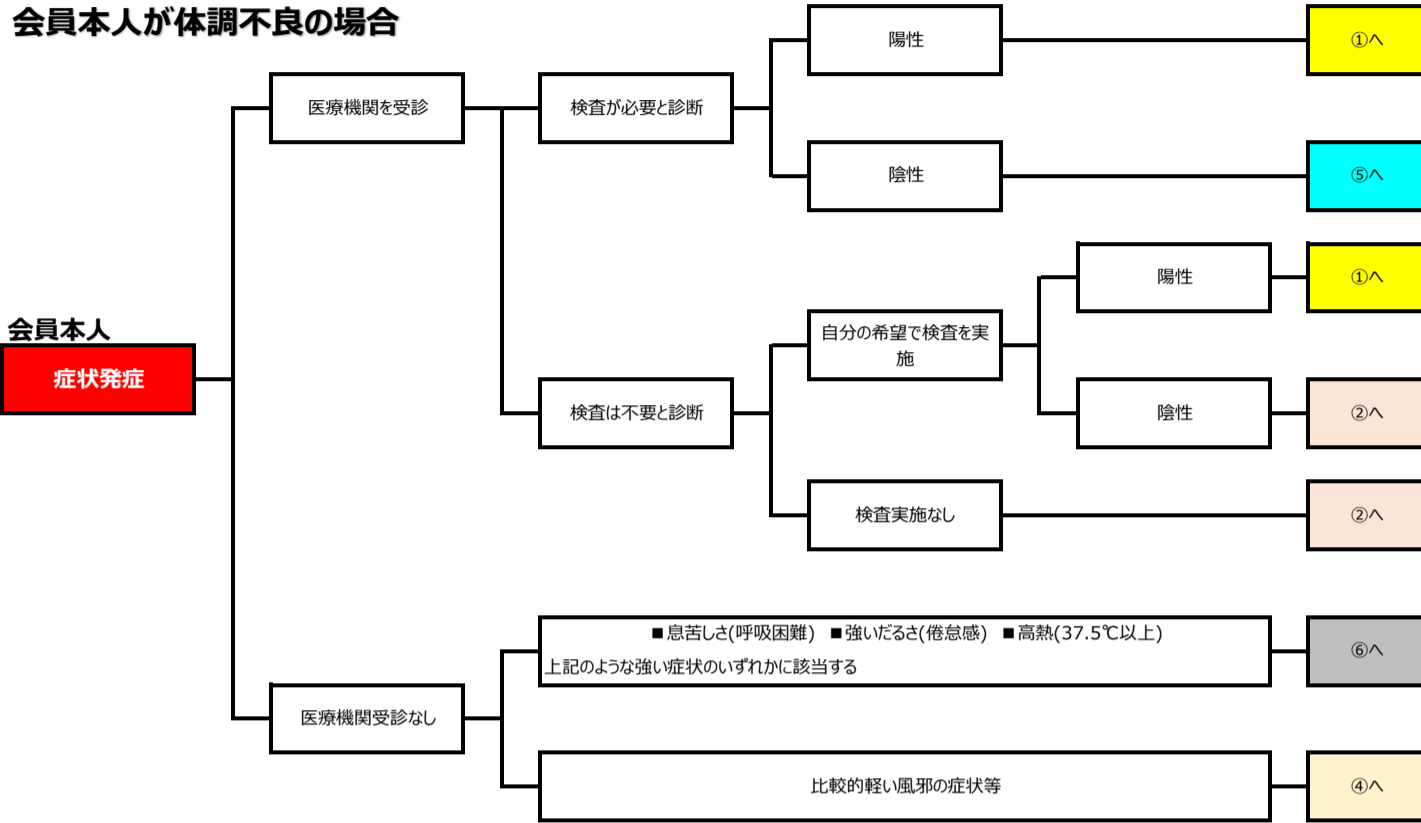 会員本人が体調不良の場合
陽性
①へ
医療機関を受診
検査が必要と診断
陰性
⑤へ
陽性
①へ
会員本人
自分の希望で検査を実
施
症状発症
検査は不要と診断
陰性
②へ
検査実施なし
②へ
■息苦しさ(呼吸困難) ■強いだるさ(倦怠感) ■高熱(37.5℃以上)
上記のような強い症状のいずれかに該当する
⑥へ
医療機関受診なし
比較的軽い風邪の症状等
④へ